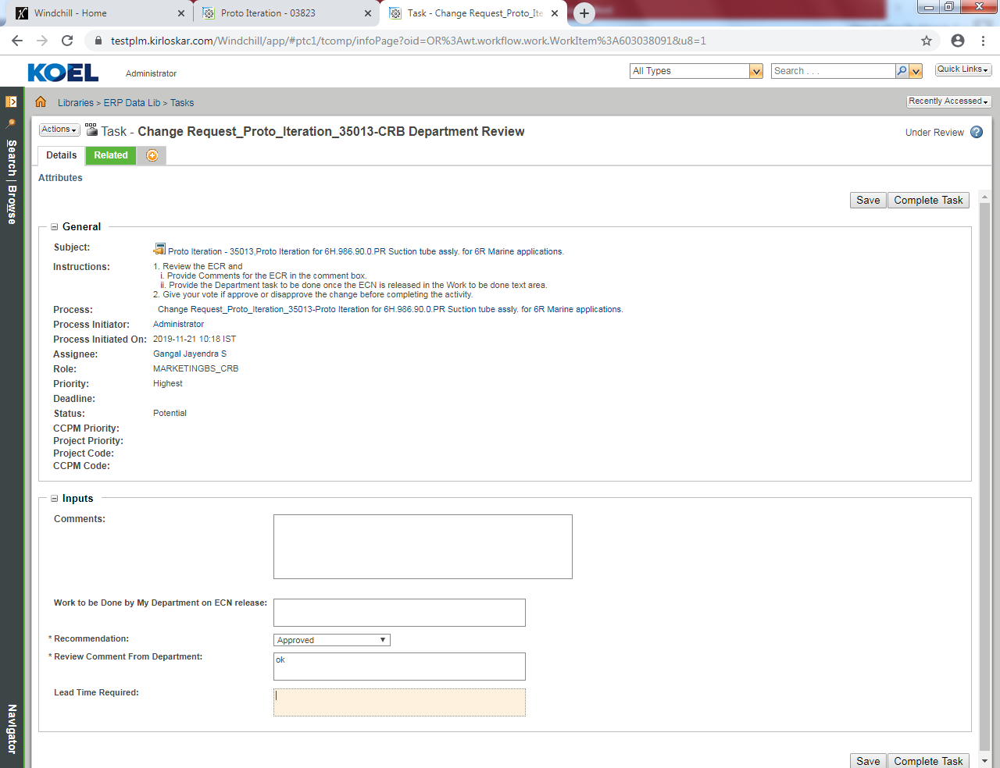 Windchill - Home
Proto Iteration - 03823
Task - Change Request_Proto_Ite
testplm.kirloskar.com/Windchill/app/#ptc1/tcomp/infoPage?oid=OR%3Awt.workflow.work.WorkItem%3A603038091&u8=1
KOEL
Administrator
All Types
Search . . .
Quick Links
Libraries > ERP Data Lib > Tasks
Recently Accessed
Actions
Task - Change Request_Proto_Iteration_35013-CRB Department Review
Under Review
Details
Related
Search | Browse
Attributes
Save
Complete Task
General
Subject:
Proto Iteration - 35013,Proto Iteration for 6H.986.90.0.PR Suction tube assly. for 6R Marine applications.
Instructions:
1. Review the ECR and
i. Provide Comments for the ECR in the comment box.
ii. Provide the Department task to be done once the ECN is released in the Work to be done text area.
2. Give your vote if approve or disapprove the change before completing the activity.
Process:
Change Request_Proto_Iteration_35013-Proto Iteration for 6H.986.90.0.PR Suction tube assly. for 6R Marine applications.
Process Initiator:
Administrator
Process Initiated On:
2019-11-21 10:18 IST
Assignee:
Gangal Jayendra S
Role:
MARKETINGBS_CRB
Priority:
Highest
Deadline:
Status:
Potential
CCPM Priority:
Project Priority:
Project Code:
CCPM Code:
Inputs
Comments:
Work to be Done by My Department on ECN release:
* Recommendation:
Approved
* Review Comment From Department:
ok
Lead Time Required:
Navigator
Save
Complete Task